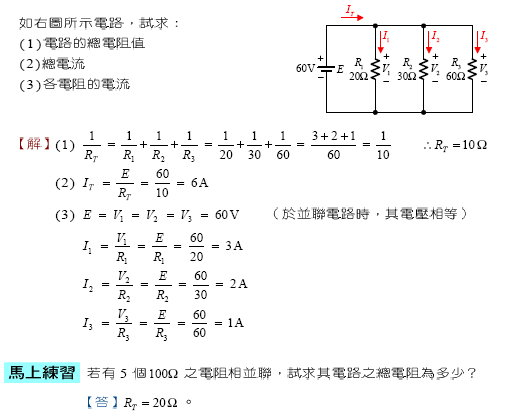 如右圖所示電路，試求：
(1)電路的總電阻值
(2)總電流
(3)各電阻的電流
I_T
I_1 I_2 I_3
60V + − E R_1 20Ω + V_1 − R_2 30Ω + V_2 − R_3 60Ω + V_3 −
【解】(1) 1/R_T = 1/R_1 + 1/R_2 + 1/R_3 = 1/20 + 1/30 + 1/60 = (3+2+1)/60 = 1/10 ∴R_T=10Ω
(2) I_T = E/R_T = 60/10 = 6A
(3) E = V_1 = V_2 = V_3 = 60V （於並聯電路時，其電壓相等）
I_1 = V_1/R_1 = E/R_1 = 60/20 = 3A
I_2 = V_2/R_2 = E/R_2 = 60/30 = 2A
I_3 = V_3/R_3 = E/R_3 = 60/60 = 1A
馬上練習 若有 5 個100Ω 之電阻相並聯，試求其電路之總電阻為多少？
【答】R_T = 20Ω 。